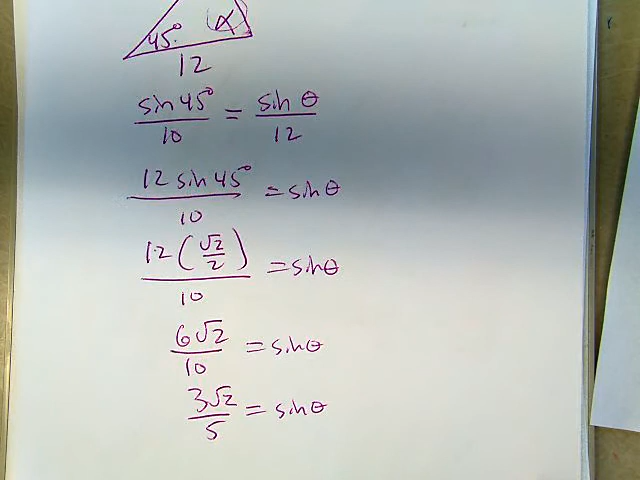 45° α
12
sin 45° / 10 = sin θ / 12
12 sin 45° / 10 = sin θ
12 (√2 / 2) / 10 = sin θ
6√2 / 10 = sin θ
3√2 / 5 = sin θ